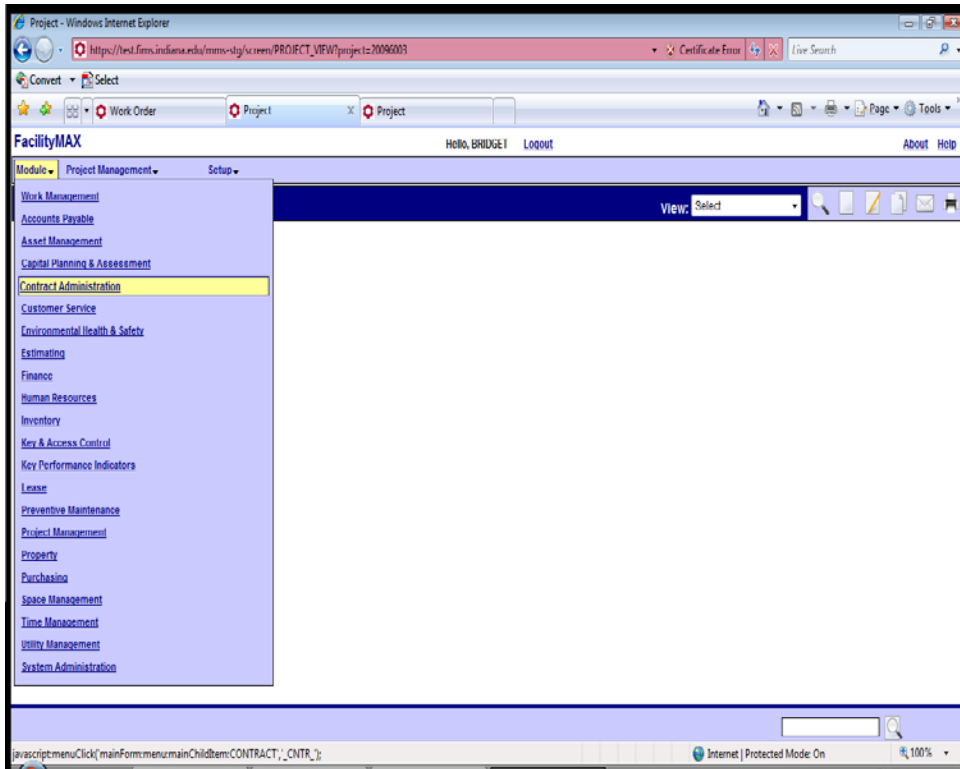 Project - Windows Internet Explorer
https://test.fims.indiana.edu/mms-stg/screen/PROJECT_VIEW?project=20096003
Certificate Error
Live Search
Convert
Select
Work Order
Project
Project
Page
Tools
FacilityMAX
Hello, BRIDGET
Logout
About
Help
Module
Project Management
Setup
View: Select
Work Management
Accounts Payable
Asset Management
Capital Planning & Assessment
Contract Administration
Customer Service
Environmental Health & Safety
Estimating
Finance
Human Resources
Inventory
Key & Access Control
Key Performance Indicators
Lease
Preventive Maintenance
Project Management
Property
Purchasing
Space Management
Time Management
Utility Management
System Administration
javascript:menuClick('mainForm:menu:mainChildItem:CONTRACT','_CNTR_');
Internet | Protected Mode: On
100%